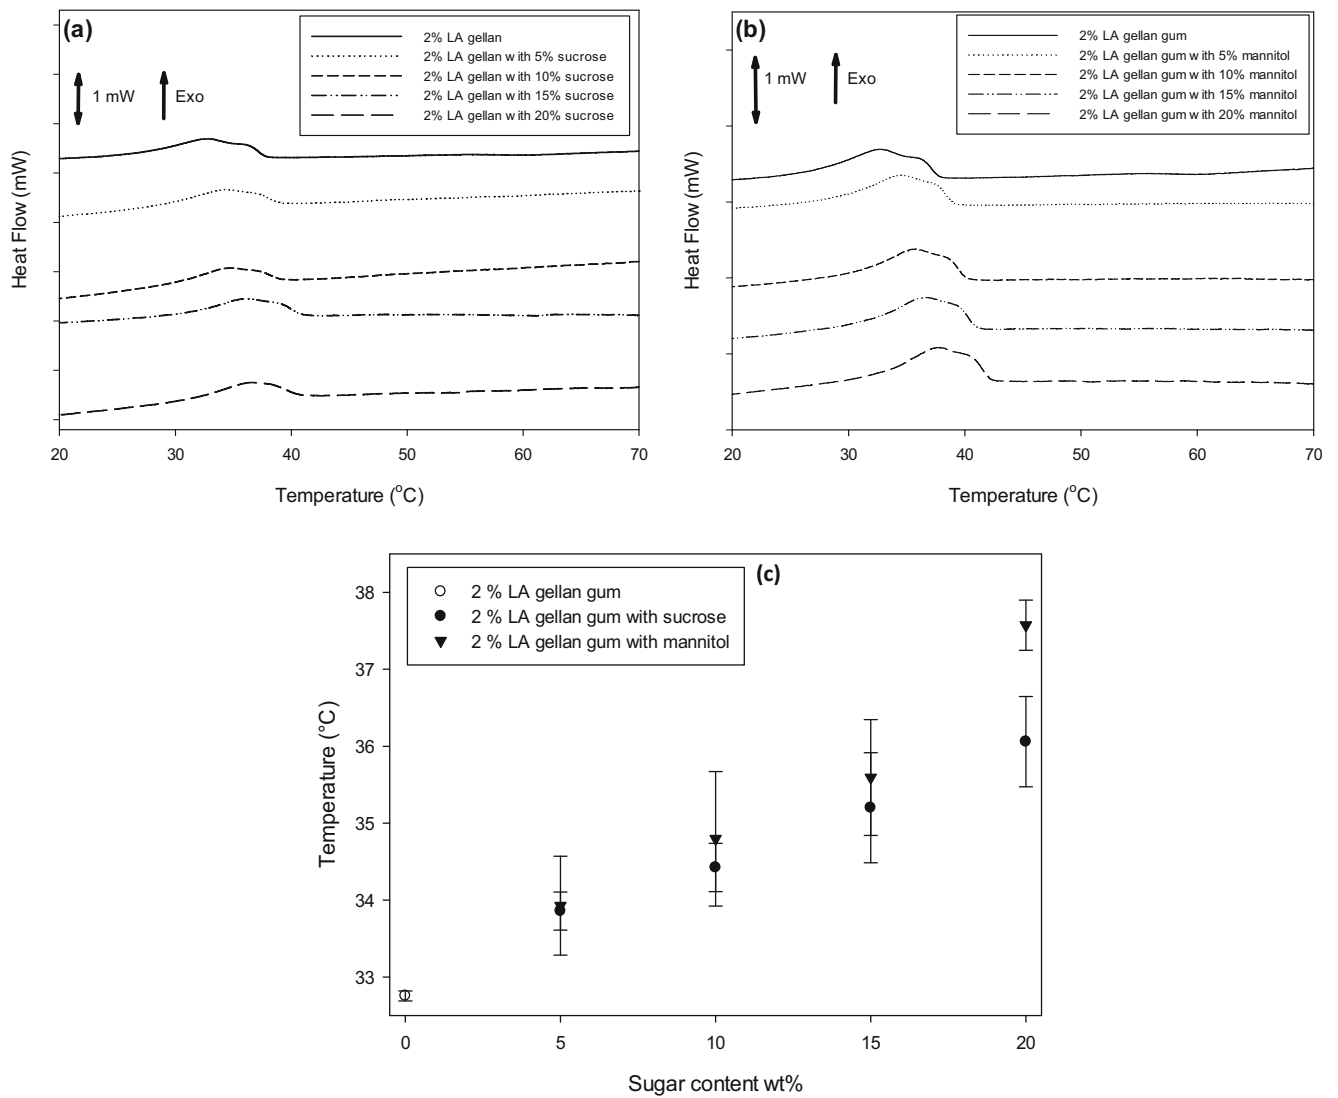 (a)
2% LA gellan
2% LA gellan with 5% sucrose
2% LA gellan with 10% sucrose
2% LA gellan with 15% sucrose
2% LA gellan with 20% sucrose
1 mW
Exo
Heat Flow (mW)
20 30 40 50 60 70
Temperature (°C)
(b)
2% LA gellan gum
2% LA gellan gum with 5% mannitol
2% LA gellan gum with 10% mannitol
2% LA gellan gum with 15% mannitol
2% LA gellan gum with 20% mannitol
1 mW
Exo
Heat Flow (mW)
20 30 40 50 60 70
Temperature (°C)
(c)
2 % LA gellan gum
2 % LA gellan gum with sucrose
2 % LA gellan gum with mannitol
Temperature (°C)
38
37
36
35
34
33
0 5 10 15 20
Sugar content wt%